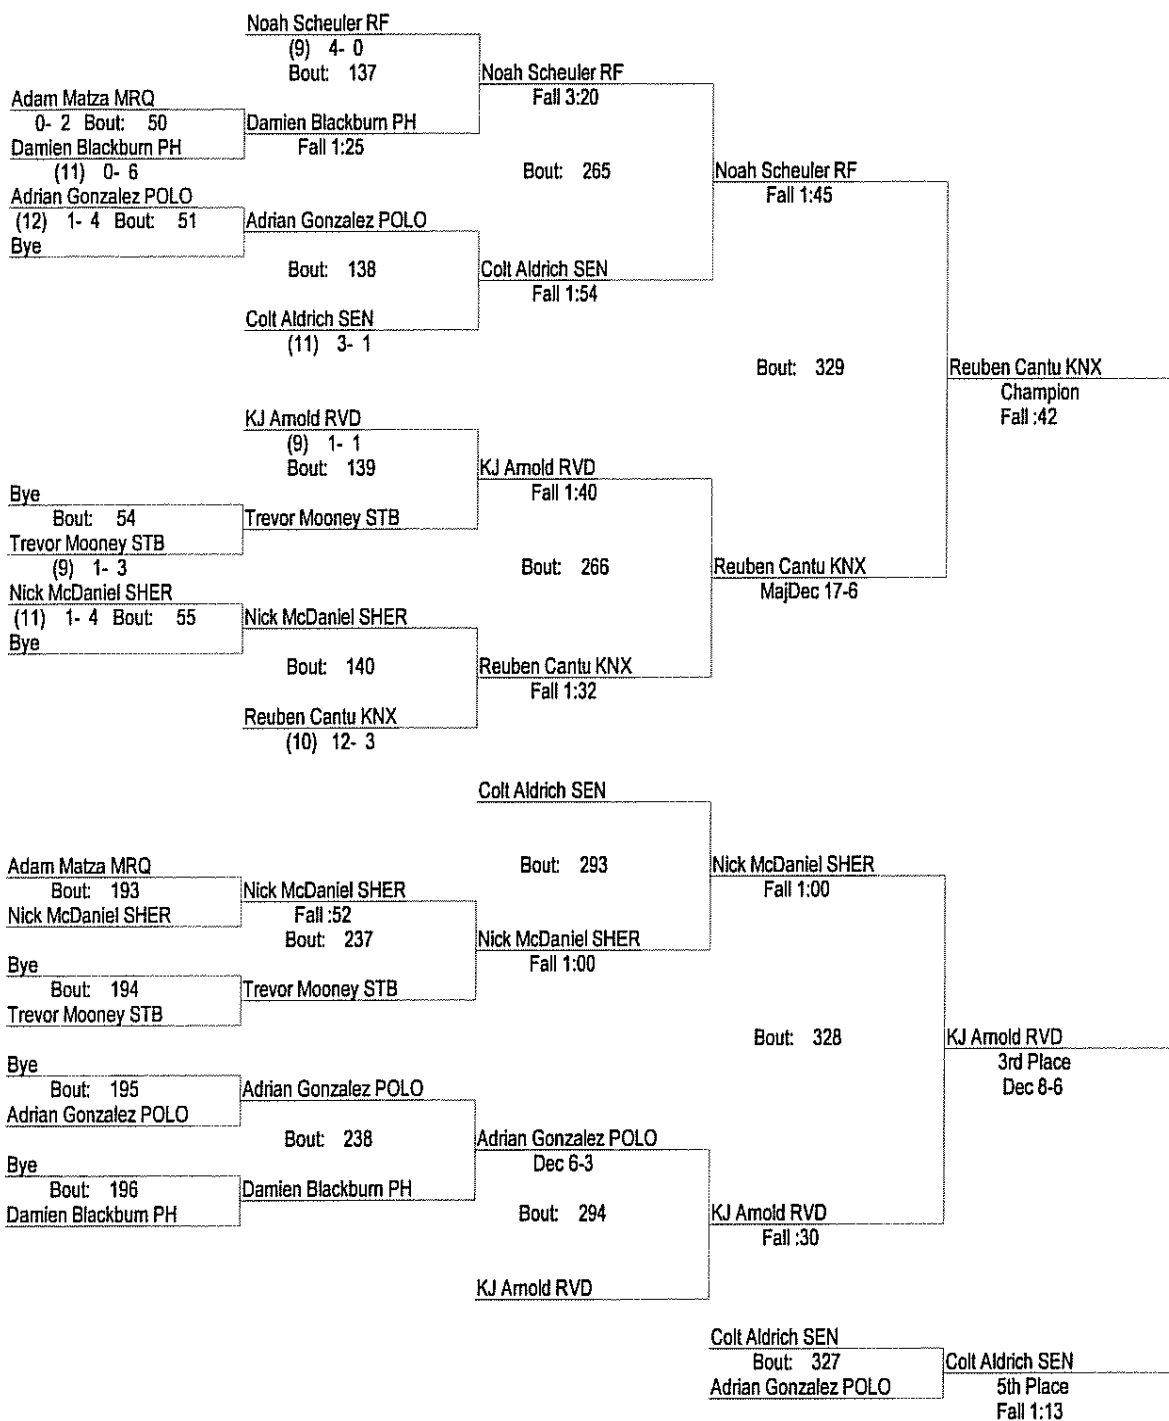 Noah Scheuler RF
(9) 4- 0
Bout: 137
Noah Scheuler RF
Fall 3:20
Adam Matza MRQ
0- 2 Bout: 50
Damien Blackburn PH
Damien Blackburn PH
Fall 1:25
(11) 0- 6
Bout: 265
Noah Scheuler RF
Fall 1:45
Adrian Gonzalez POLO
(12) 1- 4 Bout: 51
Adrian Gonzalez POLO
Bye
Bout: 138
Colt Aldrich SEN
Fall 1:54
Colt Aldrich SEN
(11) 3- 1
Bout: 329
Reuben Cantu KNX
Champion
Fall :42
KJ Arnold RVD
(9) 1- 1
Bout: 139
KJ Arnold RVD
Fall 1:40
Bye
Bout: 54
Trevor Mooney STB
Trevor Mooney STB
(9) 1- 3
Bout: 266
Reuben Cantu KNX
MajDec 17-6
Nick McDaniel SHER
(11) 1- 4 Bout: 55
Nick McDaniel SHER
Bye
Bout: 140
Reuben Cantu KNX
Fall 1:32
Reuben Cantu KNX
(10) 12- 3
Colt Aldrich SEN
Bout: 293
Nick McDaniel SHER
Fall 1:00
Adam Matza MRQ
Bout: 193
Nick McDaniel SHER
Nick McDaniel SHER
Fall :52
Bout: 237
Nick McDaniel SHER
Fall 1:00
Bye
Bout: 194
Trevor Mooney STB
Trevor Mooney STB
Bout: 328
KJ Arnold RVD
3rd Place
Dec 8-6
Bye
Bout: 195
Adrian Gonzalez POLO
Adrian Gonzalez POLO
Bout: 238
Adrian Gonzalez POLO
Dec 6-3
Bye
Bout: 196
Damien Blackburn PH
Damien Blackburn PH
Bout: 294
KJ Arnold RVD
Fall :30
KJ Arnold RVD
Colt Aldrich SEN
Bout: 327
Colt Aldrich SEN
Adrian Gonzalez POLO
5th Place
Fall 1:13